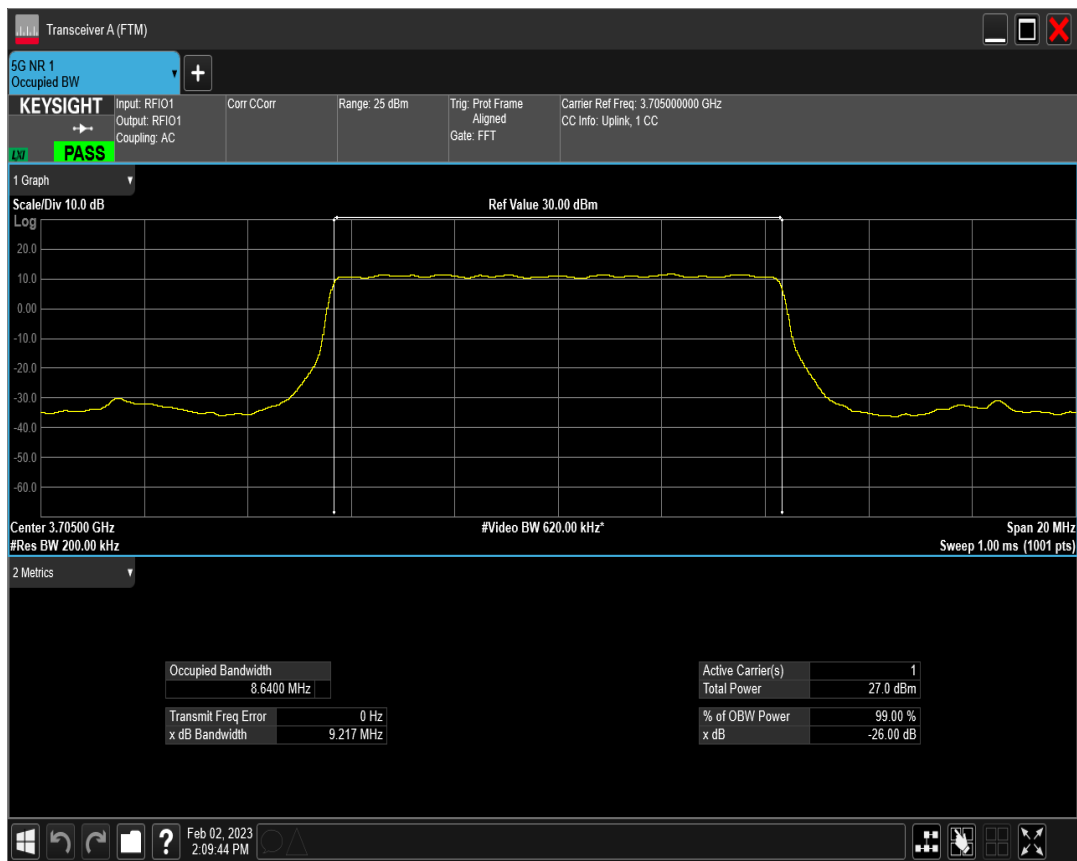 Transceiver A (FTM)
5G NR 1
Occupied BW
KEYSIGHT
LXI
PASS
Input: RFIO1
Output: RFIO1
Coupling: AC
Corr CCorr
Range: 25 dBm
Trig: Prot Frame
Aligned
Gate: FFT
Carrier Ref Freq: 3.705000000 GHz
CC Info: Uplink, 1 CC
1 Graph
Scale/Div 10.0 dB
Ref Value 30.00 dBm
Log
20.0
10.0
0.00
-10.0
-20.0
-30.0
-40.0
-50.0
-60.0
Center 3.70500 GHz
#Video BW 620.00 kHz*
Span 20 MHz
#Res BW 200.00 kHz
Sweep 1.00 ms (1001 pts)
2 Metrics
Occupied Bandwidth
8.6400 MHz
Transmit Freq Error 0 Hz
x dB Bandwidth 9.217 MHz
Active Carrier(s) 1
Total Power 27.0 dBm
% of OBW Power 99.00 %
x dB -26.00 dB
?
Feb 02, 2023
2:09:44 PM